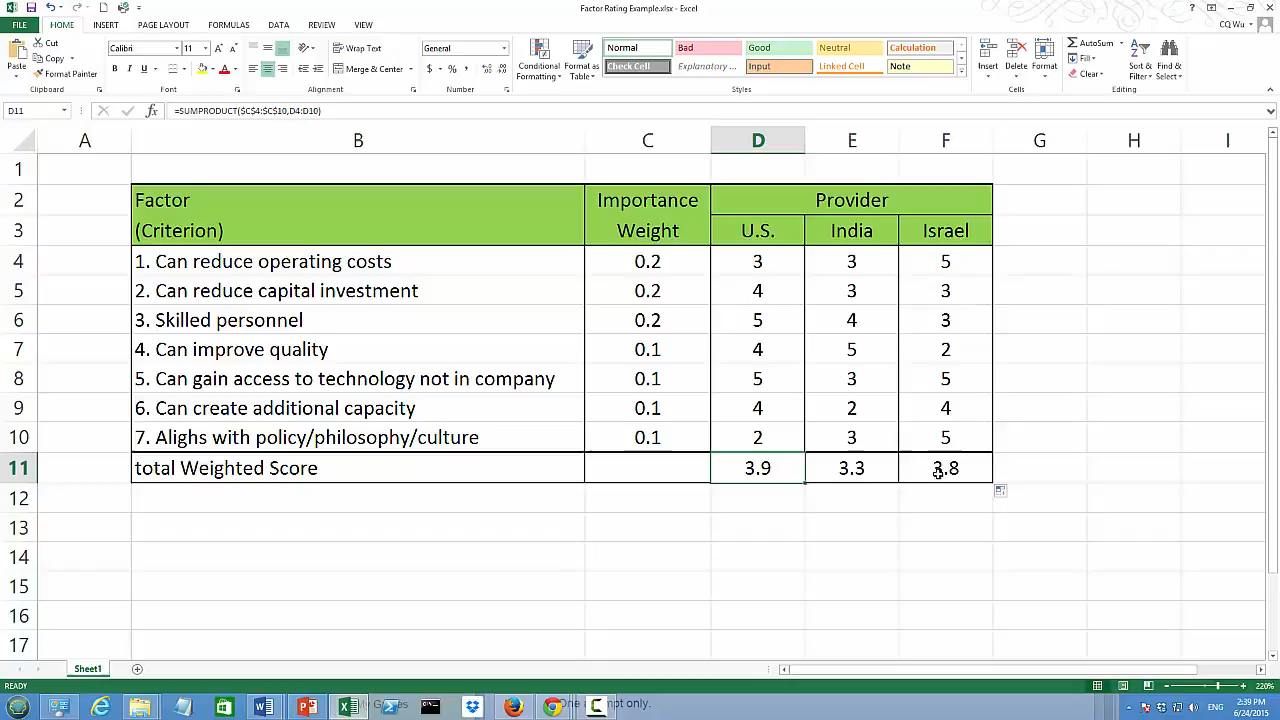 Factor Rating Example.xlsx - Excel
CQ Wu
FILE HOME INSERT PAGE LAYOUT FORMULAS DATA REVIEW VIEW
Paste
Cut
Copy
Format Painter
Clipboard
Calibri 11
B I U
Font
Wrap Text
Merge & Center
Alignment
General
$ % ,
Number
Conditional Formatting
Format as Table
Normal Bad Good Neutral Calculation
Check Cell Explanatory ... Input Linked Cell Note
Styles
Insert Delete Format
Cells
AutoSum
Fill
Clear
Sort & Filter
Find & Select
Editing
D11 fx =SUMPRODUCT($C$4:$C$10,D4:D10)
A B C D E F G H I
1
2 Factor Importance Provider
3 (Criterion) Weight U.S. India Israel
4 1. Can reduce operating costs 0.2 3 3 5
5 2. Can reduce capital investment 0.2 4 3 3
6 3. Skilled personnel 0.2 5 4 3
7 4. Can improve quality 0.1 4 5 2
8 5. Can gain access to technology not in company 0.1 5 3 5
9 6. Can create additional capacity 0.1 4 2 4
10 7. Alighs with policy/philosophy/culture 0.1 2 3 5
11 total Weighted Score 3.9 3.3 3.8
12
13
14
15
16
17
Sheet1
READY 220%
ENG 2:39 PM
6/24/2015